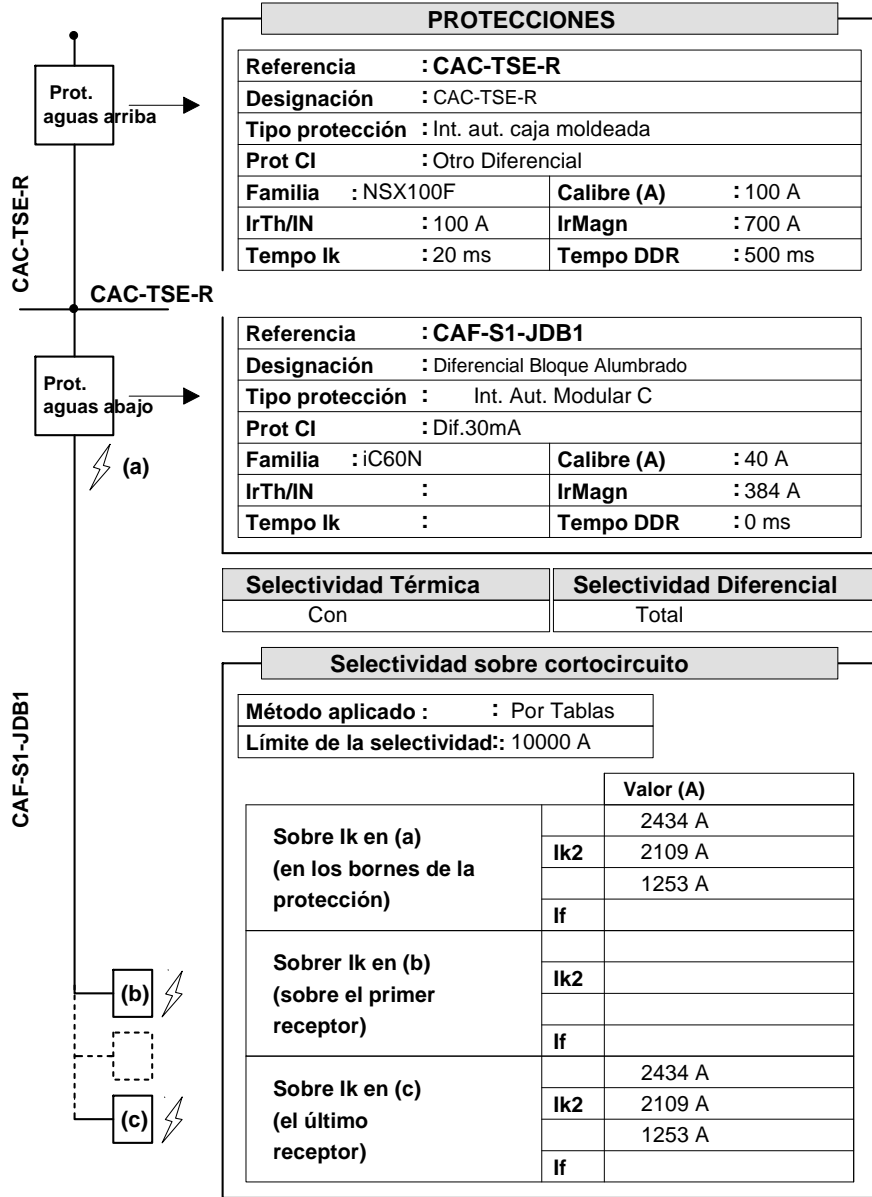 PROTECCIONES
Prot.
aguas arriba
Referencia : CAC-TSE-R
Designación : CAC-TSE-R
Tipo protección : Int. aut. caja moldeada
Prot CI : Otro Diferencial
Familia : NSX100F Calibre (A) : 100 A
IrTh/IN : 100 A IrMagn : 700 A
Tempo Ik : 20 ms Tempo DDR : 500 ms
CAC-TSE-R
CAC-TSE-R
Prot.
aguas abajo
(a)
Referencia : CAF-S1-JDB1
Designación : Diferencial Bloque Alumbrado
Tipo protección : Int. Aut. Modular C
Prot CI : Dif.30mA
Familia : iC60N Calibre (A) : 40 A
IrTh/IN : IrMagn : 384 A
Tempo Ik : Tempo DDR : 0 ms
Selectividad Térmica Selectividad Diferencial
Con Total
CAF-S1-JDB1
Selectividad sobre cortocircuito
Método aplicado : : Por Tablas
Límite de la selectividad:: 10000 A
Valor (A)
Sobre Ik en (a)
(en los bornes de la
protección)
2434 A
Ik2 2109 A
1253 A
If
Sobrer Ik en (b)
(sobre el primer
receptor)
Ik2
If
Sobre Ik en (c)
(el último
receptor)
2434 A
Ik2 2109 A
1253 A
If
(b)
(c)